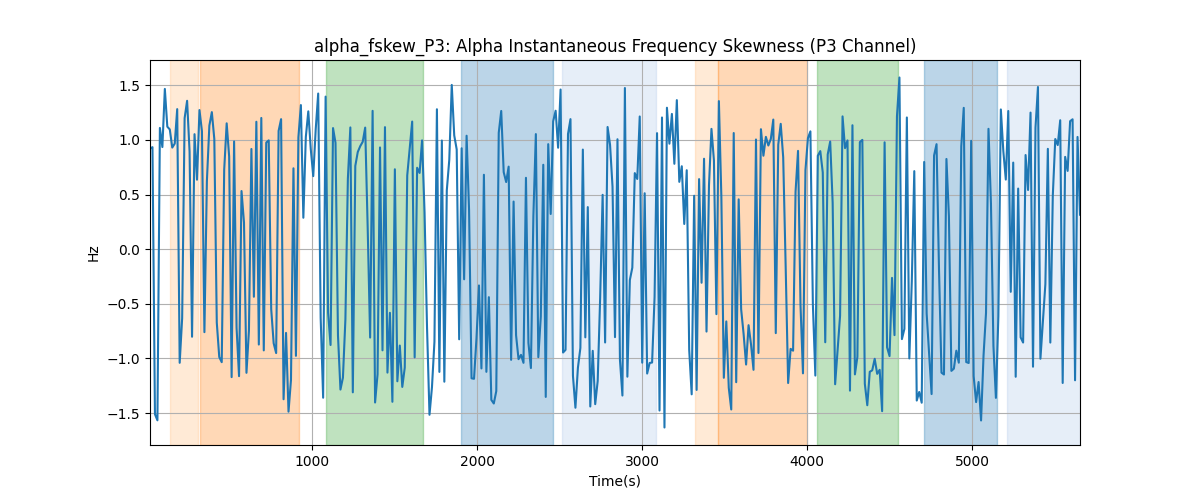 alpha_fskew_P3: Alpha Instantaneous Frequency Skewness (P3 Channel)
1.5
1.0
0.5
0.0
−0.5
−1.0
−1.5
Hz
1000 2000 3000 4000 5000
Time(s)